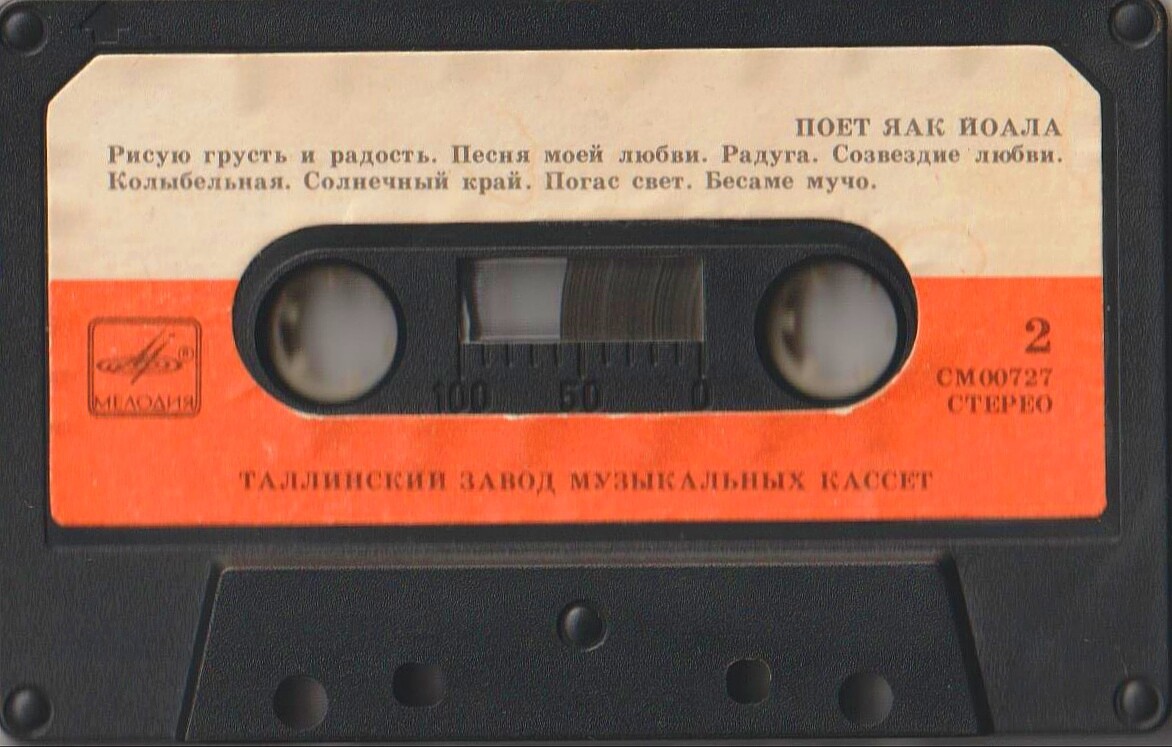 ПОЕТ ЯАК ЙОАЛА
Рисую грусть и радость. Песня моей любви. Радуга. Созвездие любви.
Колыбельная. Солнечный край. Погас свет. Бесаме мучо.
100 50 0
®
МЕЛОДИЯ
2
СМ00727
СТЕРЕО
ТАЛЛИНСКИЙ ЗАВОД МУЗЫКАЛЬНЫХ КАССЕТ